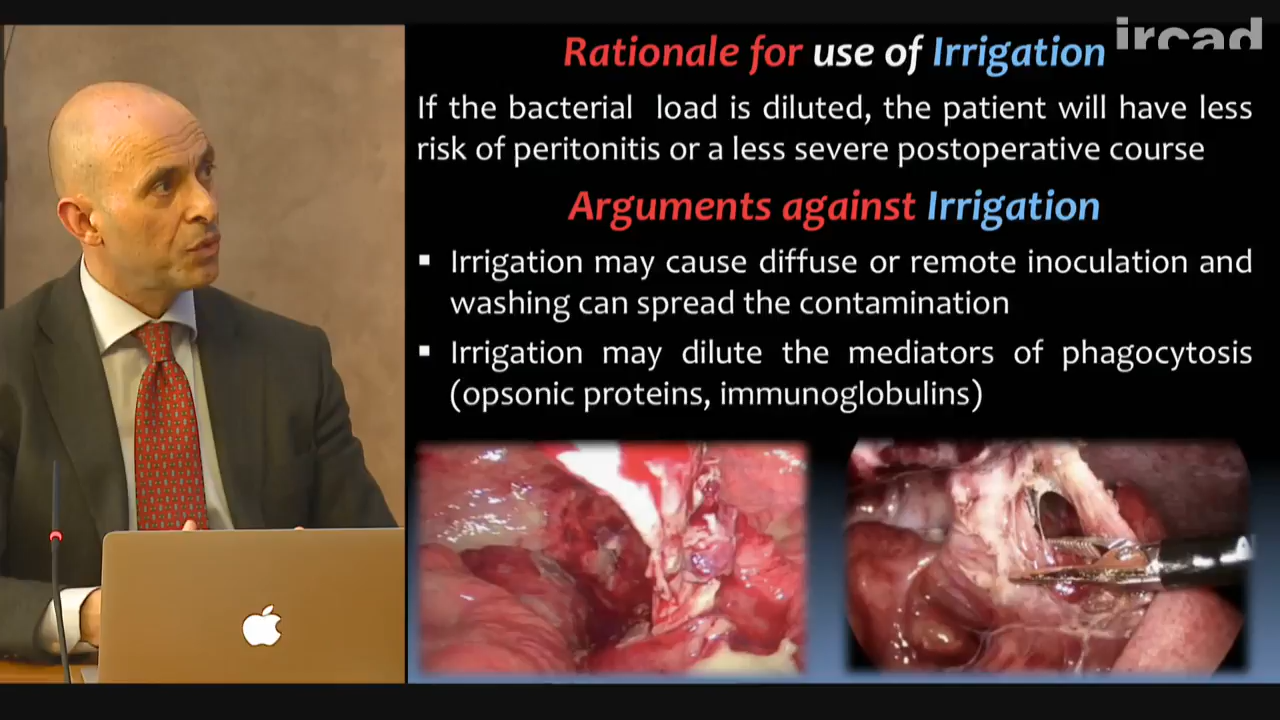 ircad
Rationale for use of Irrigation
If the bacterial load is diluted, the patient will have less
risk of peritonitis or a less severe postoperative course
Arguments against Irrigation
▪ Irrigation may cause diffuse or remote inoculation and
washing can spread the contamination
▪ Irrigation may dilute the mediators of phagocytosis
(opsonic proteins, immunoglobulins)